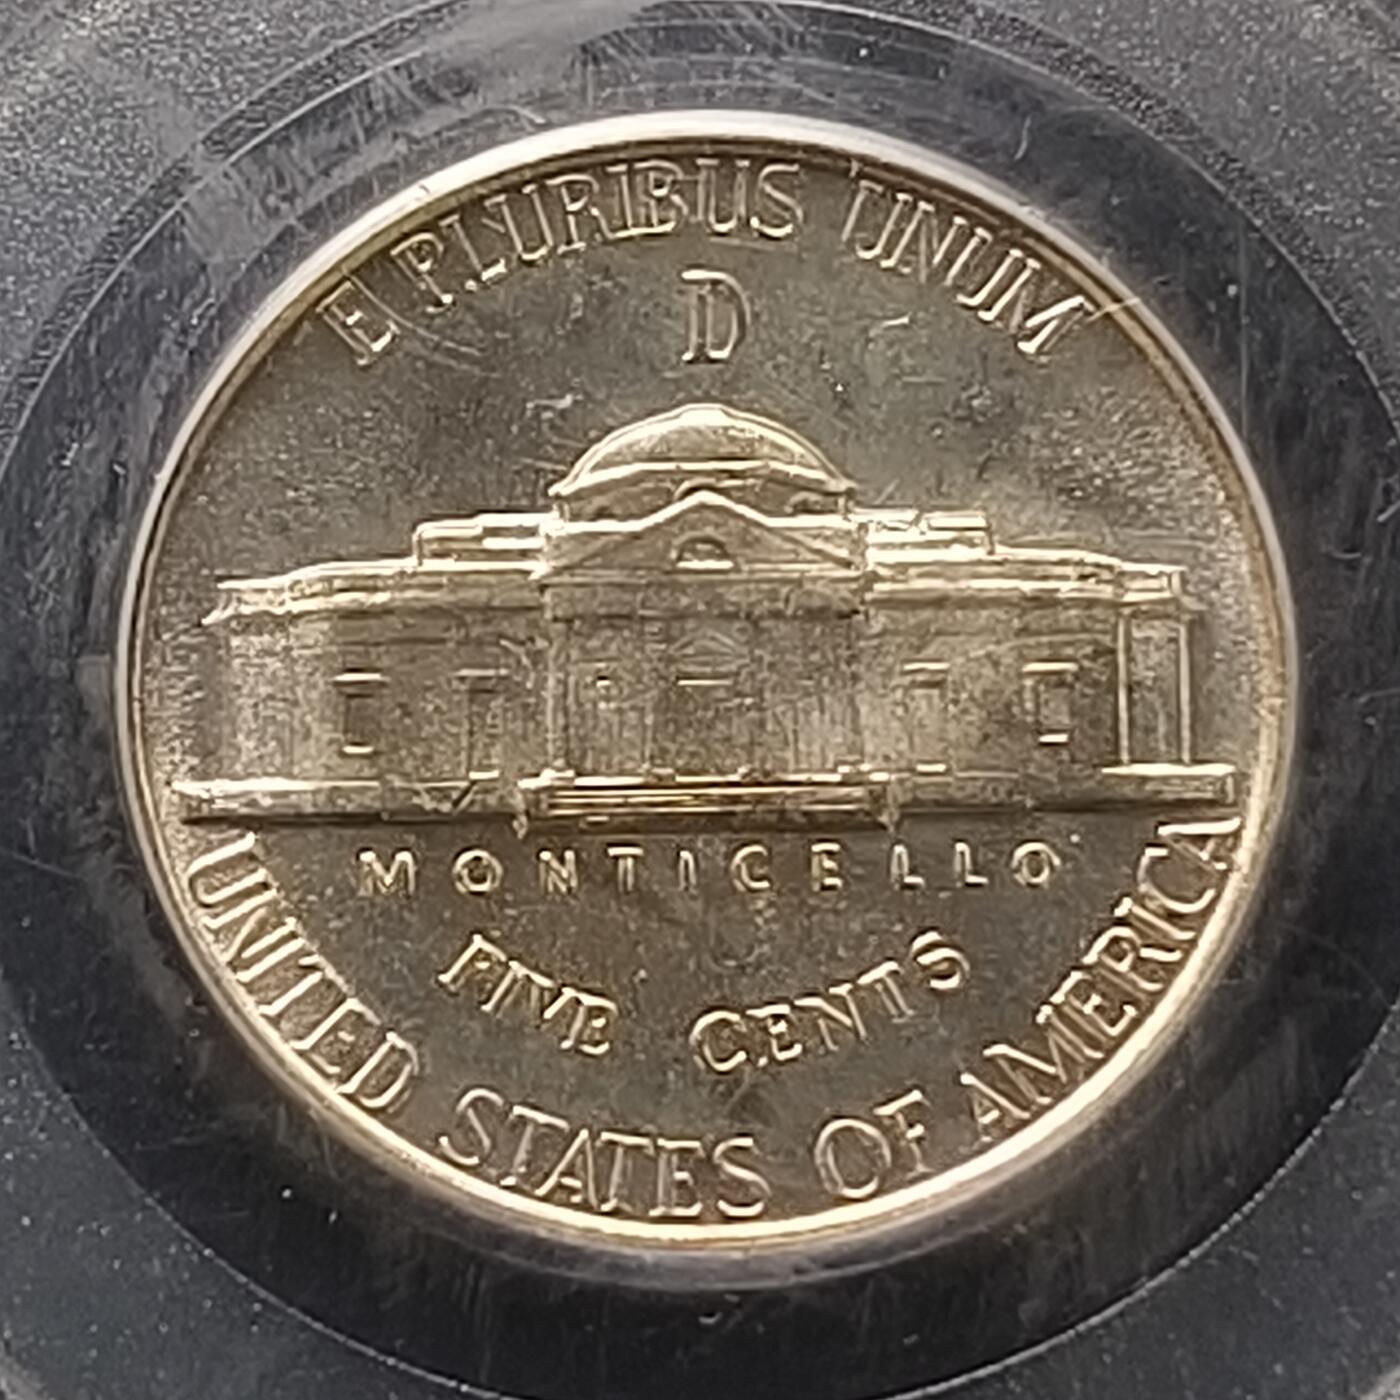 E PLURIBUS UNUM
D
MONTICELLO
FIVE CENTS
UNITED STATES OF AMERICA